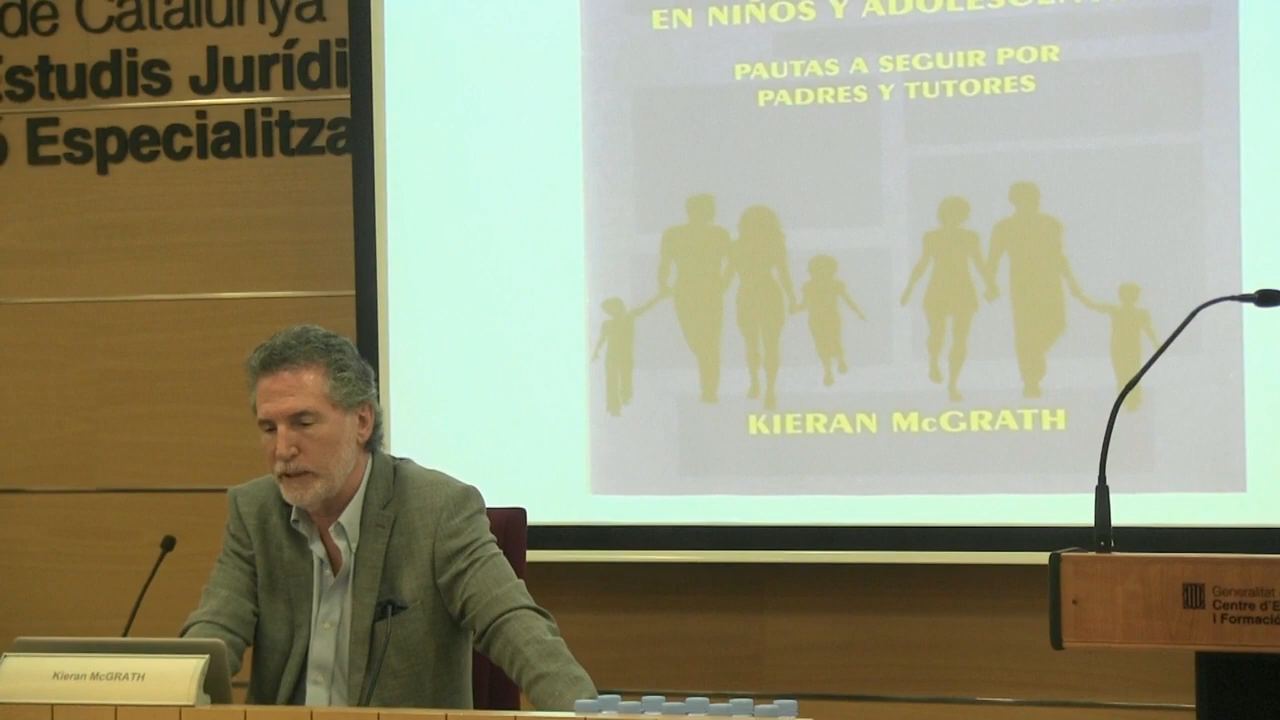 de Catalunya
Estudis Jurídi
ó Especialitza
EN NIÑOS Y ADOLESCENTES
PAUTAS A SEGUIR POR
PADRES Y TUTORES
KIERAN McGRATH
Kieran McGRATH
Generalitat
Centre d'E
i Formació